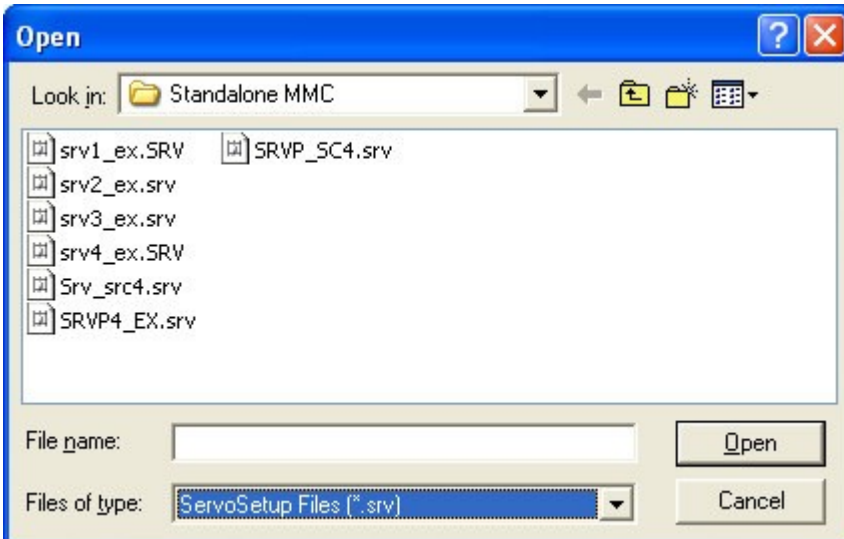 Open
Look in: Standalone MMC
srv1_ex.SRV SRVP_SC4.srv
srv2_ex.srv
srv3_ex.srv
srv4_ex.SRV
Srv_src4.srv
SRVP4_EX.srv
File name: Open
Files of type: ServoSetup Files (*.srv) Cancel